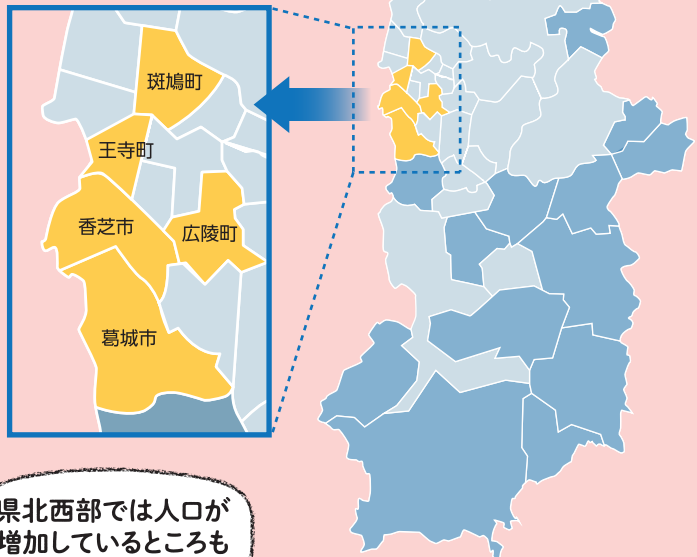 斑鳩町
王寺町
香芝市
広陵町
葛城市
県北西部では人口が
増加しているところも